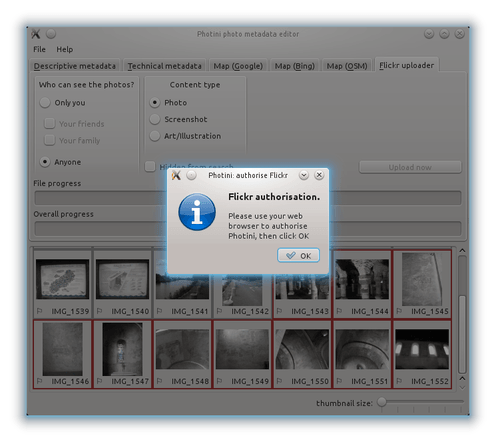 Photini photo metadata editor
File Help
Descriptive metadata Technical metadata Map (Google) Map (Bing) Map (OSM) Flickr uploader
Who can see the photos? Content type
Only you Photo
Your friends Screenshot
Your family Art/Illustration
Anyone Hidden from search Upload now
File progress
Overall progress
Photini: authorise Flickr
Flickr authorisation.
Please use your web
browser to authorise
Photini, then click OK
OK
IMG_1539 IMG_1540 IMG_1541 IMG_1542 IMG_1543 IMG_1544 IMG_1545
IMG_1546 IMG_1547 IMG_1548 IMG_1549 IMG_1550 IMG_1551 IMG_1552
thumbnail size: